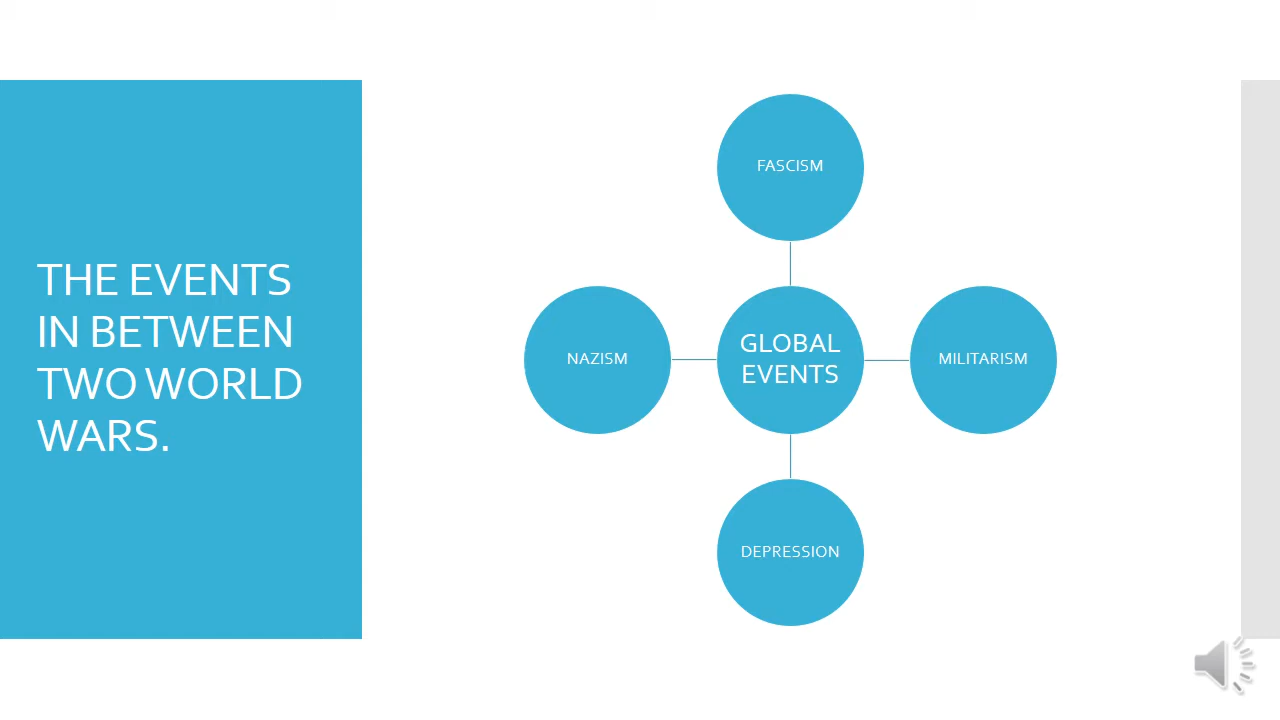 THE EVENTS
IN BETWEEN
TWO WORLD
WARS.
FASCISM
NAZISM
GLOBAL
EVENTS
MILITARISM
DEPRESSION